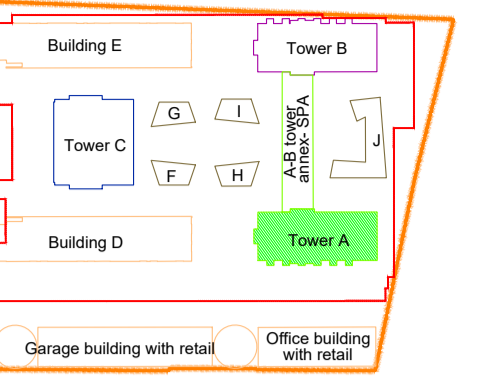 Building E
Tower B
G
I
A-B tower
annex- SPA
J
Tower C
F
H
Building D
Tower A
Garage building with retail
Office building
with retail